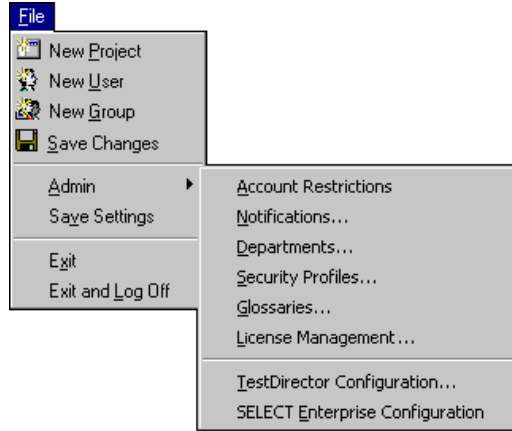 File
New Project
New User
New Group
Save Changes
Admin
Save Settings
Exit
Exit and Log Off
Account Restrictions
Notifications...
Departments...
Security Profiles...
Glossaries...
License Management...
TestDirector Configuration...
SELECT Enterprise Configuration